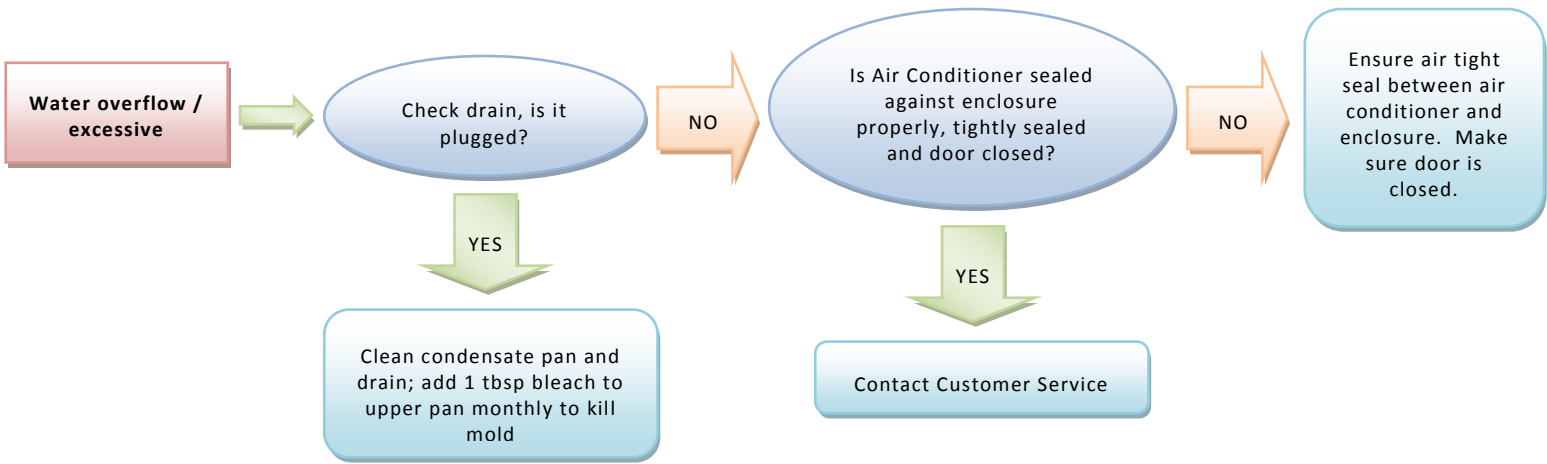 Water overflow /
excessive
Check drain, is it
plugged?
NO
Is Air Conditioner sealed
against enclosure
properly, tightly sealed
and door closed?
NO
Ensure air tight
seal between air
conditioner and
enclosure.  Make
sure door is
closed.
YES
Clean condensate pan and
drain; add 1 tbsp bleach to
upper pan monthly to kill
mold
YES
Contact Customer Service